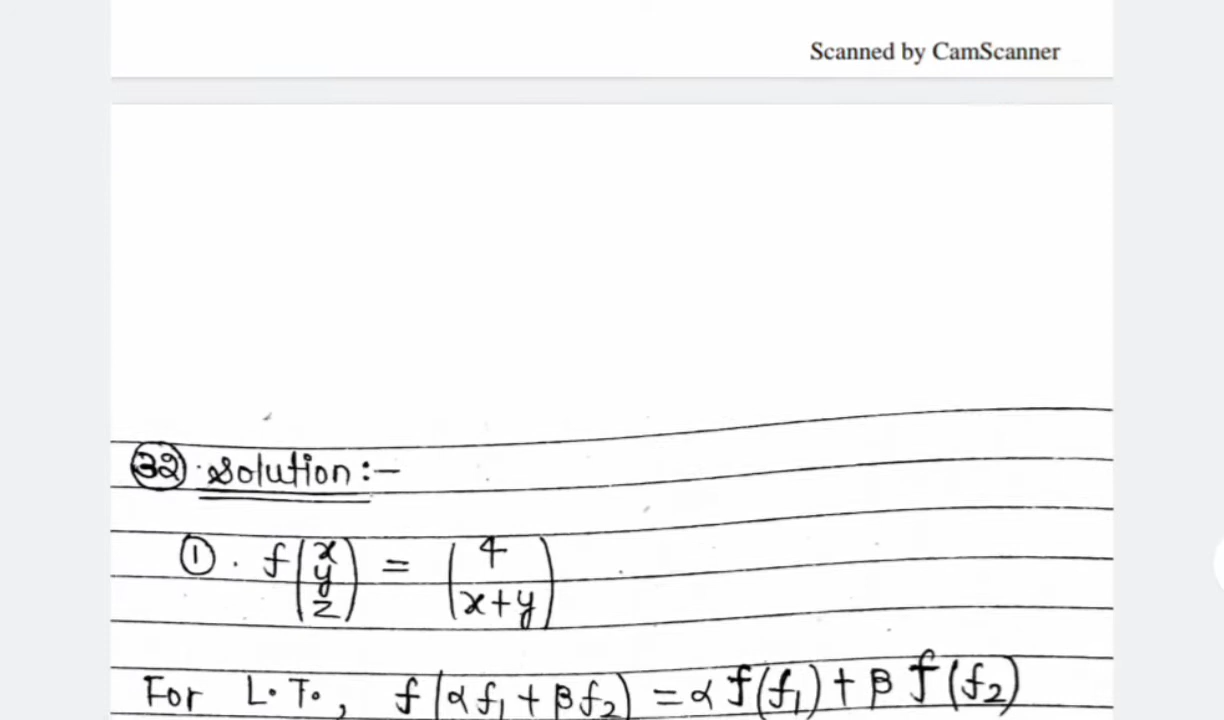 Scanned by CamScanner
32. Solution :-
1. f(x y z) = (4 x+y)
For L.T., f(αf₁ + βf₂) = αf(f₁) + βf(f₂)